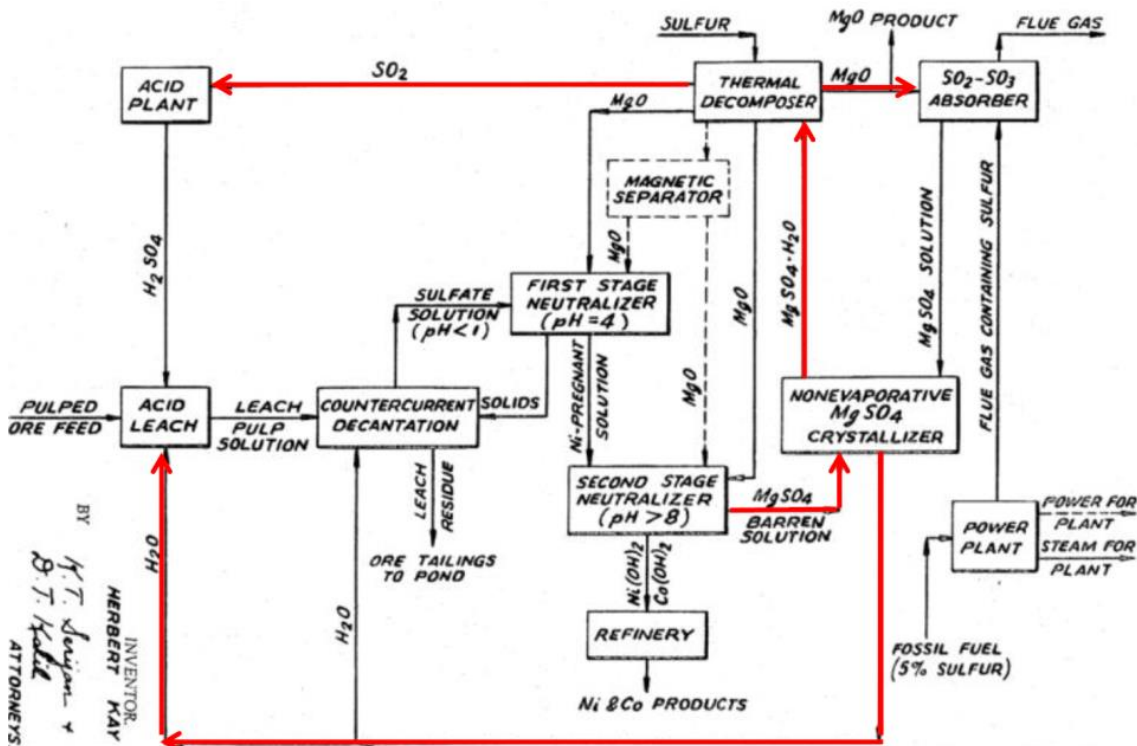 SULFUR
MgO PRODUCT
FLUE GAS
ACID
PLANT
SO2
THERMAL
DECOMPOSER
MgO
SO2-SO3
ABSORBER
MgO
MAGNETIC
SEPARATOR
MgO
H2SO4
FIRST STAGE
NEUTRALIZER
(pH=4)
SULFATE
SOLUTION
(pH<1)
MgO
MgSO4·H2O
MgSO4 SOLUTION
FLUE GAS CONTAINING SULFUR
PULPED
ORE FEED
ACID
LEACH
LEACH
PULP
SOLUTION
COUNTERCURRENT
DECANTATION
SOLIDS
Ni-PREGNANT
SOLUTION
MgO
NONEVAPORATIVE
MgSO4
CRYSTALLIZER
LEACH
RESIDUE
SECOND STAGE
NEUTRALIZER
(pH >8)
MgSO4
BARREN
SOLUTION
POWER
PLANT
POWER FOR
PLANT
STEAM FOR
PLANT
ORE TAILINGS
TO POND
Ni(OH)2
Co(OH)2
H2O
H2O
REFINERY
FOSSIL FUEL
(5% SULFUR)
Ni & Co PRODUCTS
INVENTOR.
HERBERT KAY
BY
ATTORNEYS